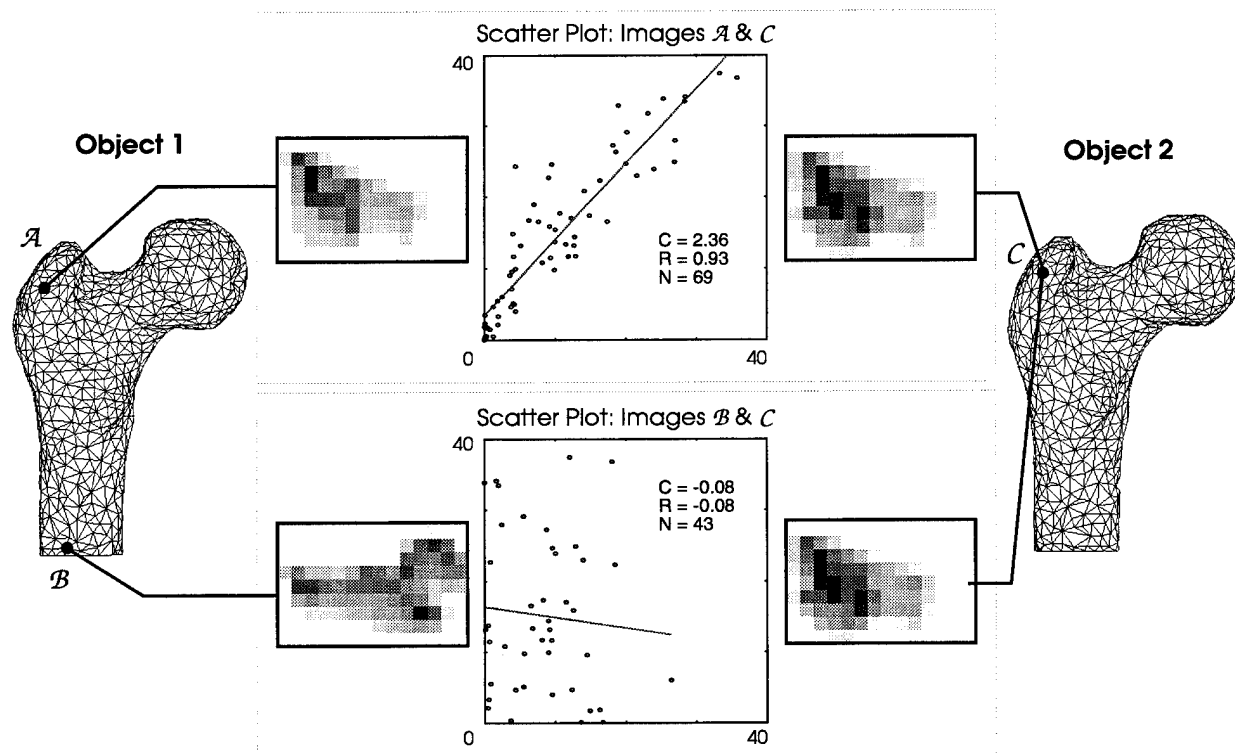 Scatter Plot: Images A & C
40
Object 1
Object 2
A
C
C = 2.36
R = 0.93
N = 69
0
40
Scatter Plot: Images B & C
40
C = -0.08
R = -0.08
N = 43
B
0
40